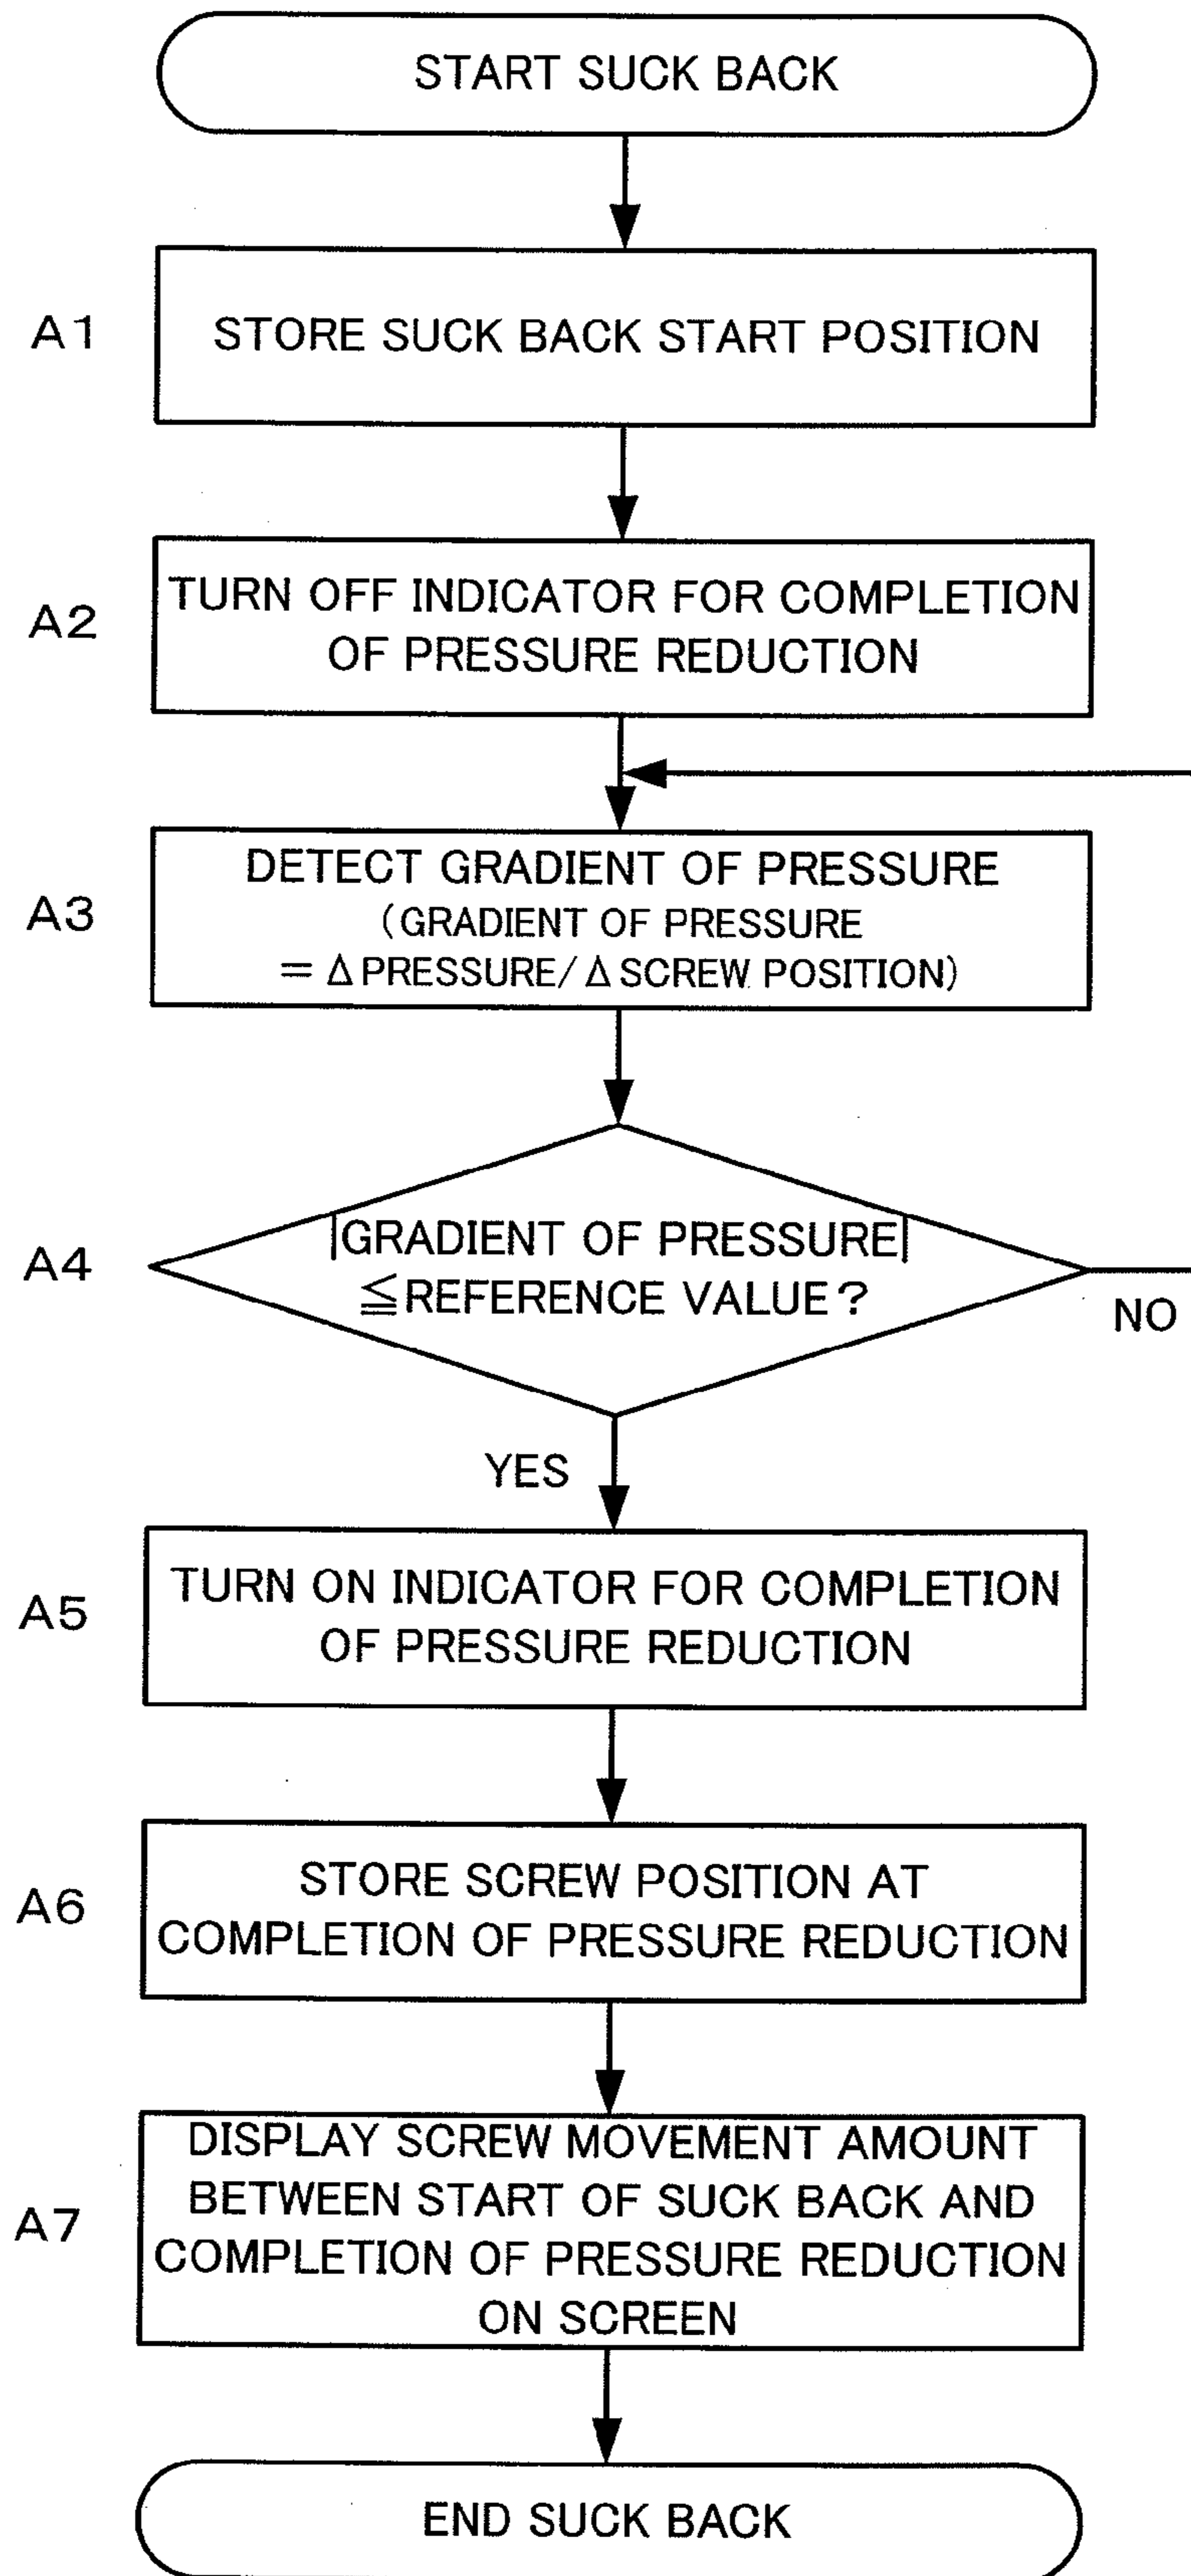 START SUCK BACK
A1
STORE SUCK BACK START POSITION
A2
TURN OFF INDICATOR FOR COMPLETION
OF PRESSURE REDUCTION
A3
DETECT GRADIENT OF PRESSURE
(GRADIENT OF PRESSURE
= Δ PRESSURE/ Δ SCREW POSITION)
A4
|GRADIENT OF PRESSURE|
≦REFERENCE VALUE?
NO
YES
A5
TURN ON INDICATOR FOR COMPLETION
OF PRESSURE REDUCTION
A6
STORE SCREW POSITION AT
COMPLETION OF PRESSURE REDUCTION
A7
DISPLAY SCREW MOVEMENT AMOUNT
BETWEEN START OF SUCK BACK AND
COMPLETION OF PRESSURE REDUCTION
ON SCREEN
END SUCK BACK